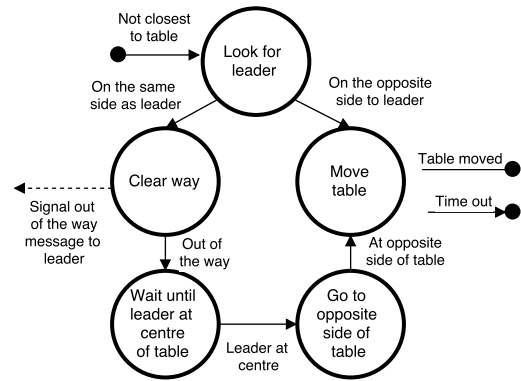 Not closest
to table
Look for
leader
On the same
side as leader
On the opposite
side to leader
Clear way
Move
table
Table moved
Time out
Signal out
of the way
message to
leader
Out of
the way
At opposite
side of table
Wait until
leader at
centre
of table
Leader at
centre
Go to
opposite
side of
table